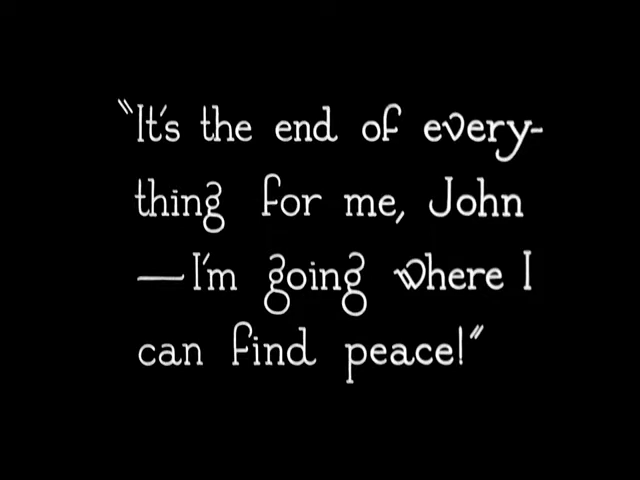 "It's the end of every-
thing for me, John
—I'm going where I
can find peace!"